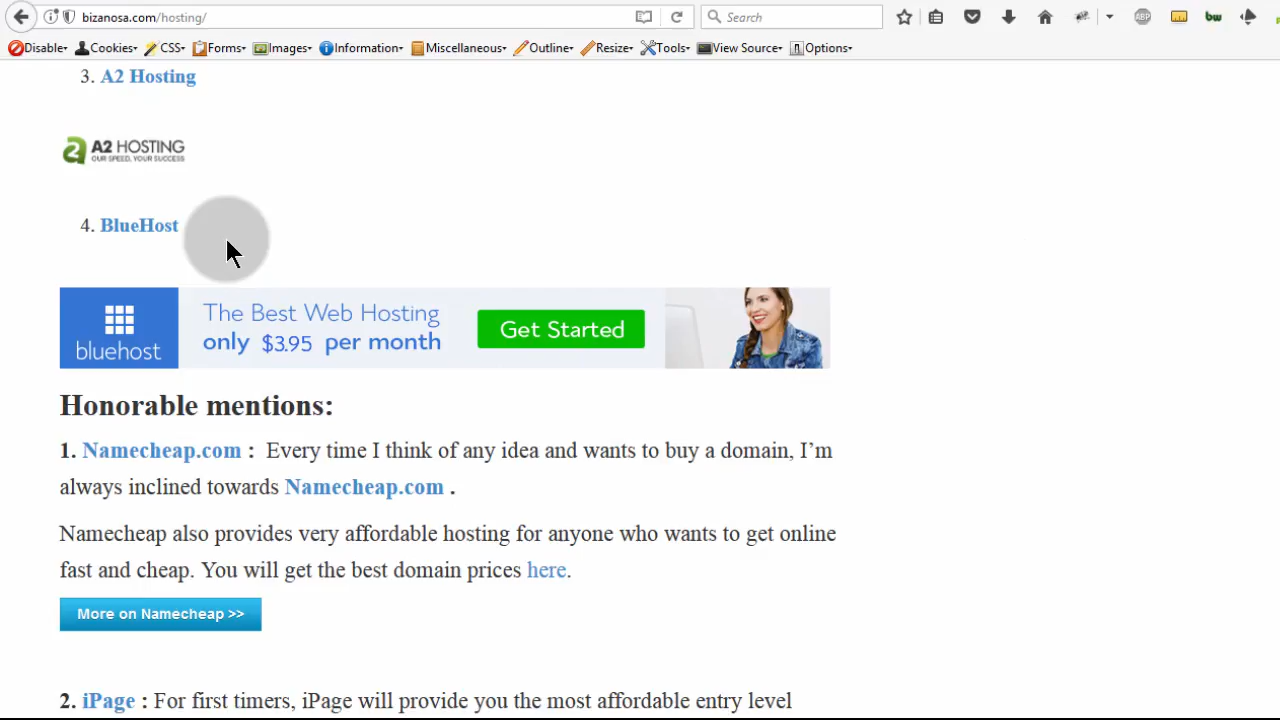 bizanosa.com/hosting/
Search
ABP
bw
Disable Cookies CSS Forms Images Information Miscellaneous Outline Resize Tools View Source Options
3. A2 Hosting
a2 A2 HOSTING
OUR SPEED, YOUR SUCCESS
4. BlueHost
The Best Web Hosting
only $3.95 per month
Get Started
bluehost
Honorable mentions:
1. Namecheap.com : Every time I think of any idea and wants to buy a domain, I’m
always inclined towards Namecheap.com .
Namecheap also provides very affordable hosting for anyone who wants to get online
fast and cheap. You will get the best domain prices here.
More on Namecheap >>
2. iPage : For first timers, iPage will provide you the most affordable entry level